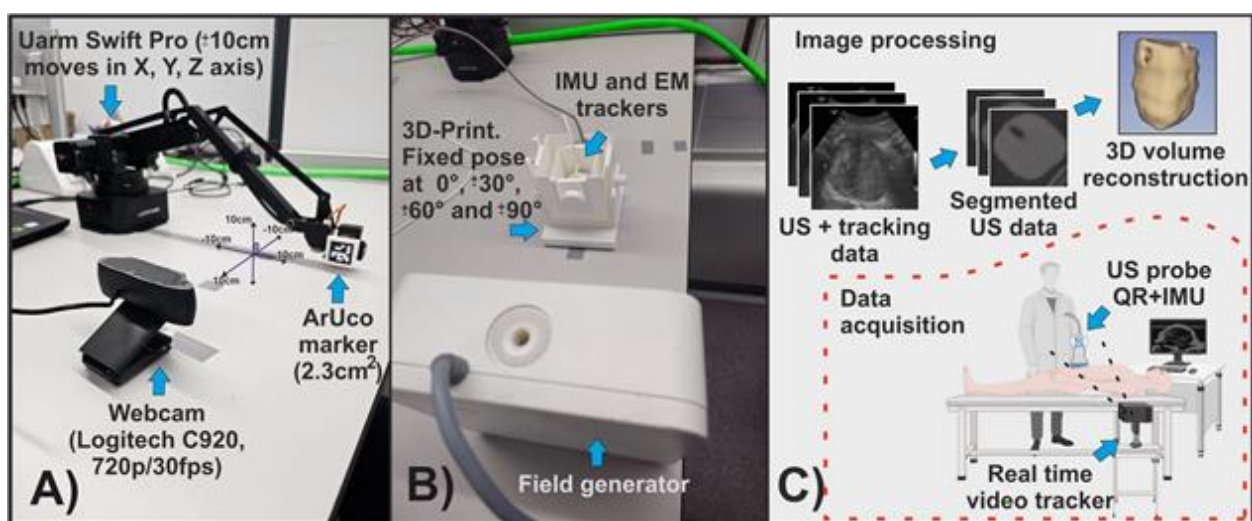 Uarm Swift Pro (±10cm
moves in X, Y, Z axis)
10cm
-10cm
-10cm
10cm
10cm
ArUco
marker
(2.3cm²)
Webcam
(Logitech C920,
720p/30fps)
A)
IMU and EM
trackers
3D-Print.
Fixed pose
at 0°, ±30°,
±60° and ±90°
Field generator
B)
Image processing
US + tracking
data
Segmented
US data
3D volume
reconstruction
Data
acquisition
US probe
QR+IMU
Real time
video tracker
C)